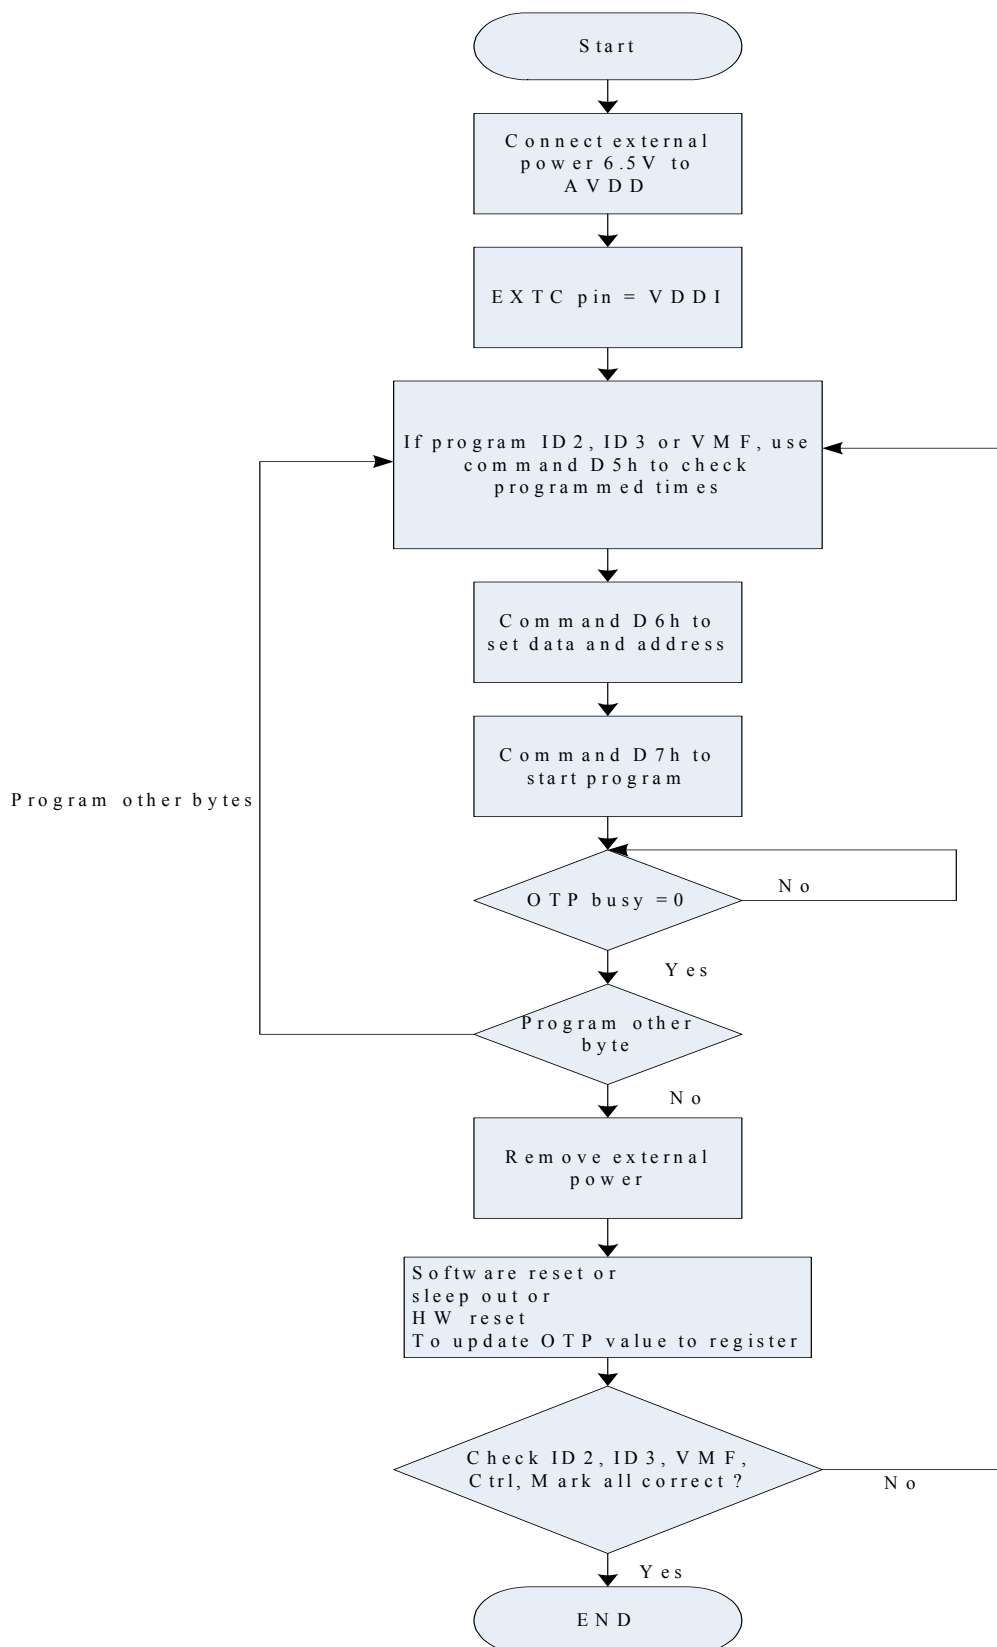 Start
Connect external
power 6.5V to
AVDD
EXTC pin = VDDI
If program ID2, ID3 or VMF, use
command D5h to check
programmed times
Command D6h to
set data and address
Command D7h to
start program
Program other bytes
OTP busy =0
No
Yes
Program other
byte
No
Remove external
power
Software reset or
sleep out or
HW reset
To update OTP value to register
Check ID2, ID3, VMF,
Ctrl, Mark all correct ?
No
Yes
END